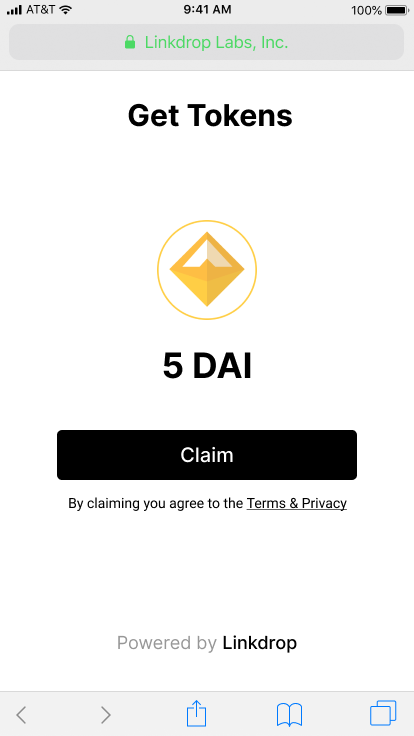 AT&T 9:41 AM 100%
Linkdrop Labs, Inc.
Get Tokens
5 DAI
Claim
By claiming you agree to the Terms & Privacy
Powered by Linkdrop